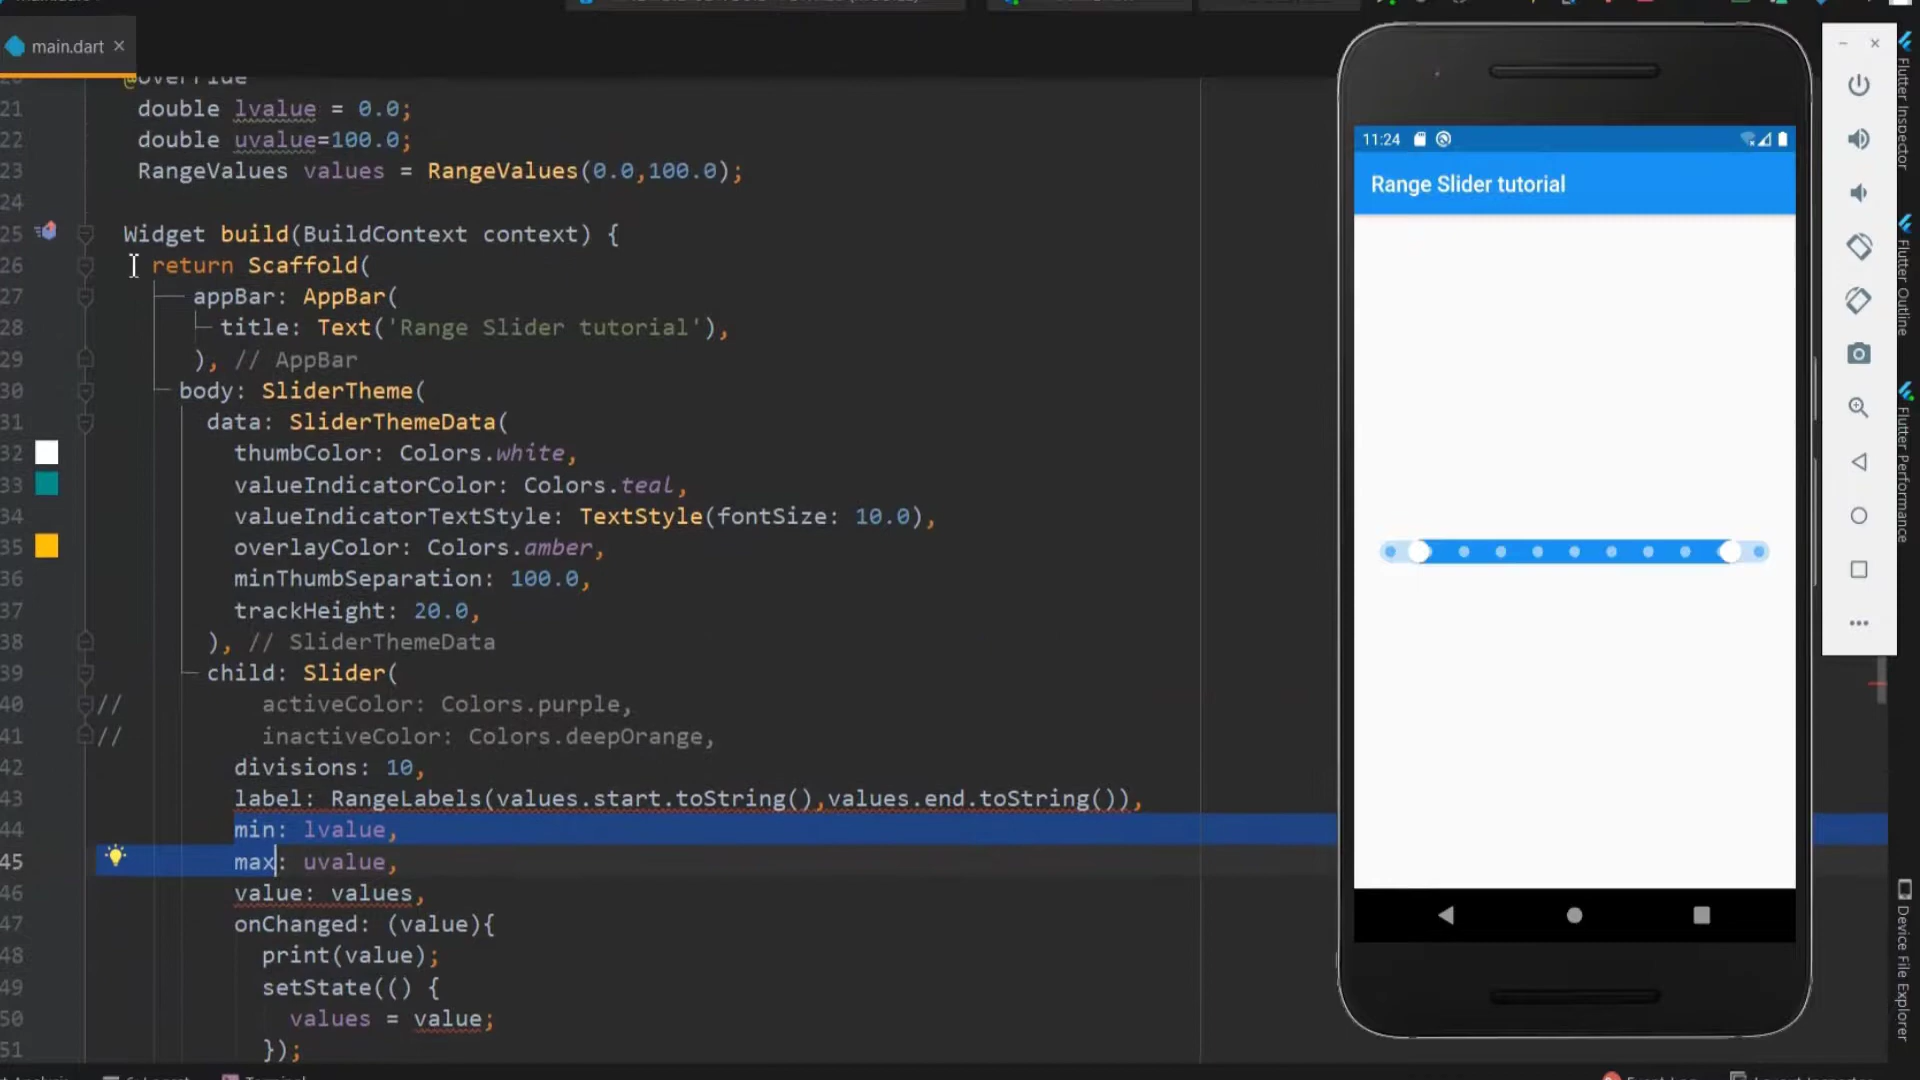 main.dart
@override
21 double lvalue = 0.0;
22 double uvalue=100.0;
23 RangeValues values = RangeValues(0.0,100.0);
24
25 Widget build(BuildContext context) {
26 return Scaffold(
27 appBar: AppBar(
28 title: Text('Range Slider tutorial'),
29 ), // AppBar
30 body: SliderTheme(
31 data: SliderThemeData(
32 thumbColor: Colors.white,
33 valueIndicatorColor: Colors.teal,
34 valueIndicatorTextStyle: TextStyle(fontSize: 10.0),
35 overlayColor: Colors.amber,
36 minThumbSeparation: 100.0,
37 trackHeight: 20.0,
38 ), // SliderThemeData
39 child: Slider(
40 // activeColor: Colors.purple,
41 // inactiveColor: Colors.deepOrange,
42 divisions: 10,
43 label: RangeLabels(values.start.toString(),values.end.toString()),
44 min: lvalue,
45 max: uvalue,
46 value: values,
47 onChanged: (value){
48 print(value);
49 setState(() {
50 values = value;
51 });
11:24
Range Slider tutorial
Flutter Inspector
Flutter Outline
Flutter Performance
Device File Explorer